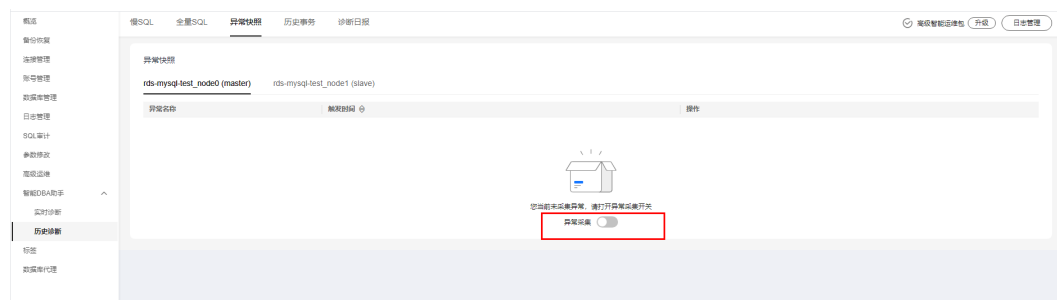 概览
备份恢复
连接管理
账号管理
数据库管理
日志管理
SQL审计
参数修改
高级运维
智能DBA助手
实时诊断
历史诊断
标签
数据库代理
慢SQL 全量SQL 异常快照 历史事务 诊断日报
高级智能运维包 升级 日志管理
异常快照
rds-mysql-test_node0 (master) rds-mysql-test_node1 (slave)
异常名称 触发时间 操作
您当前未采集异常，请打开异常采集开关
异常采集